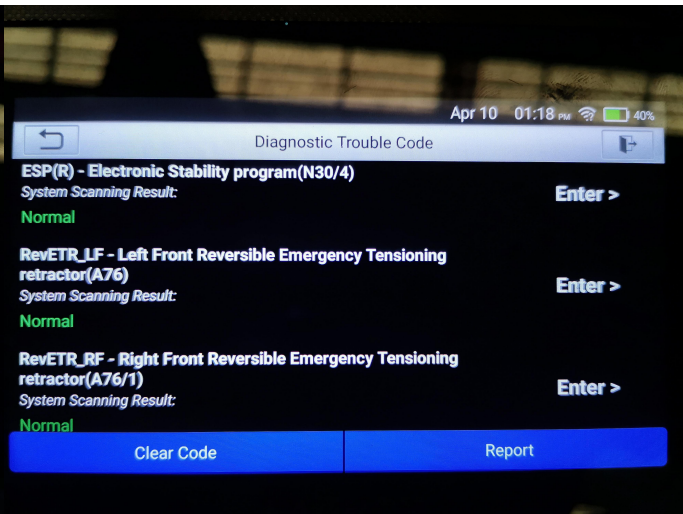 Apr 10 01:18 PM 40%
Diagnostic Trouble Code
ESP(R) - Electronic Stability program(N30/4)
System Scanning Result:
Enter >
Normal
RevETR_LF - Left Front Reversible Emergency Tensioning
retractor(A76)
System Scanning Result:
Enter >
Normal
RevETR_RF - Right Front Reversible Emergency Tensioning
retractor(A76/1)
System Scanning Result:
Enter >
Normal
Clear Code Report